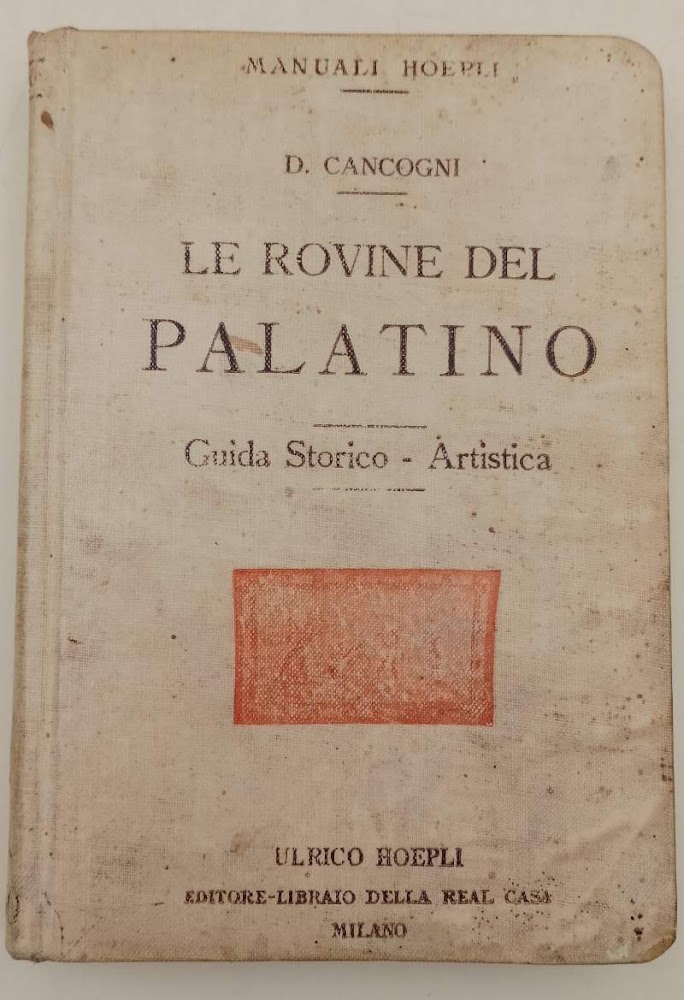 MANUALI HOEPLI
D. CANCOGNI
LE ROVINE DEL
PALATINO
Guida Storico - Artistica
ULRICO HOEPLI
EDITORE-LIBRAIO DELLA REAL CASA
MILANO